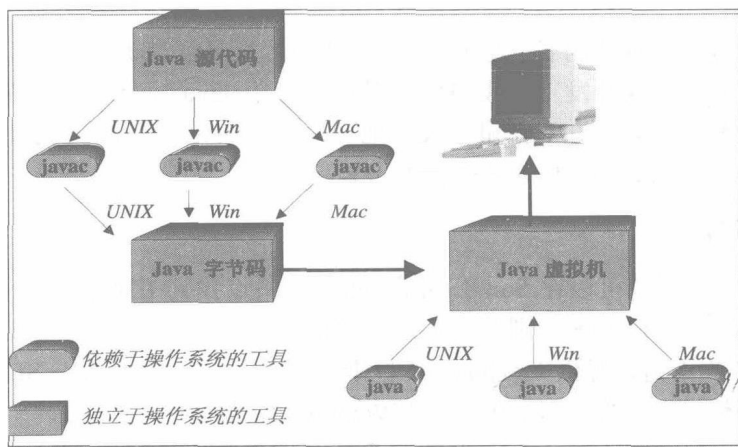 Java 源代码
UNIX Win Mac
javac javac javac
UNIX Win Mac
Java 字节码
Java 虚拟机
UNIX Win Mac
java java java
依赖于操作系统的工具
独立于操作系统的工具